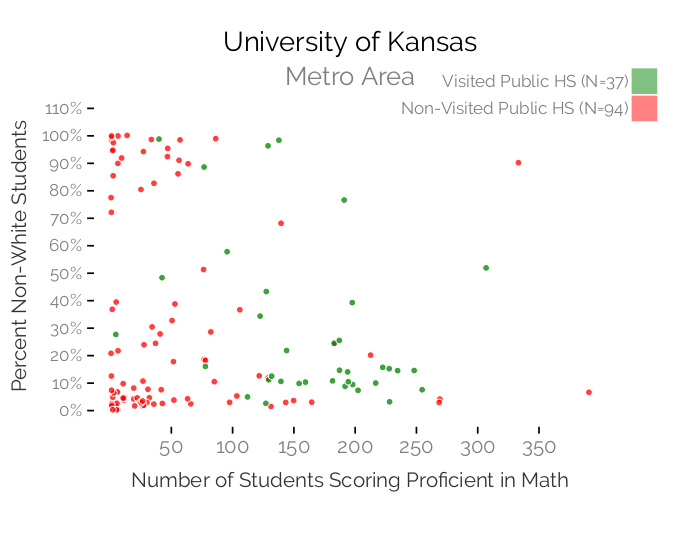 University of Kansas
Metro Area
Visited Public HS (N=37)
Non-Visited Public HS (N=94)
Percent Non-White Students
110%
100%
90%
80%
70%
60%
50%
40%
30%
20%
10%
0%
50 100 150 200 250 300 350
Number of Students Scoring Proficient in Math